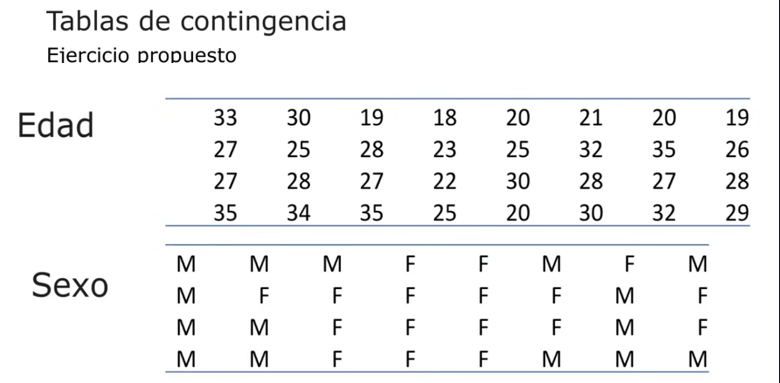 Tablas de contingencia
Ejercicio propuesto
Edad
33 30 19 18 20 21 20 19
27 25 28 23 25 32 35 26
27 28 27 22 30 28 27 28
35 34 35 25 20 30 32 29
Sexo
M M M F F M F M
M F F F F F M F
M M F F F F M F
M M F F F M M M